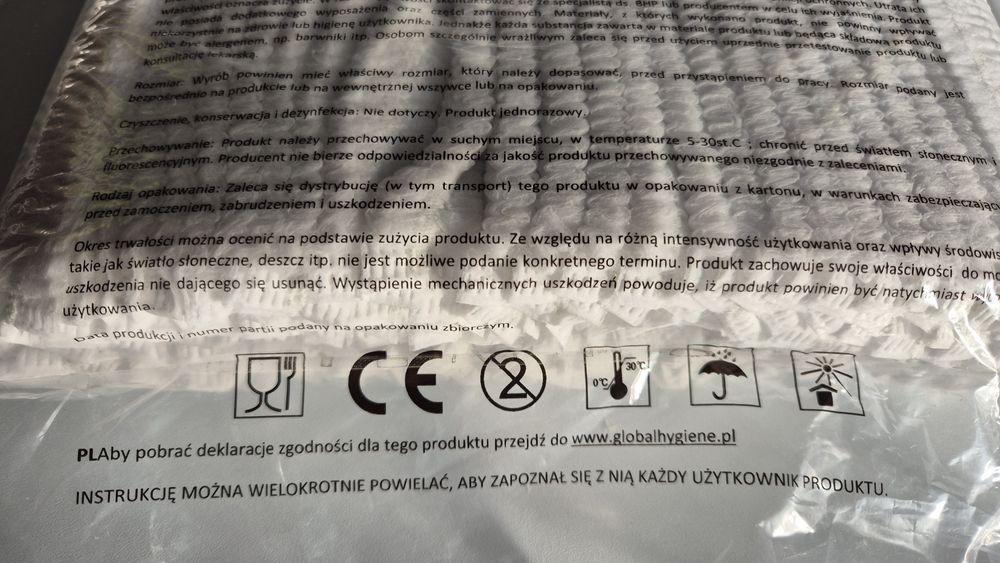 właściwości oznacza zużycie. W skontaktować się ze specjalistą ds. BHP lub producentem w celu ich wyjaśnienia. Produkt
nie posiada dodatkowego wyposażenia oraz części zamiennych. Materiały, z których wykonano produkt, nie powinny wpływać
niekorzystnie na zdrowie lub higienę użytkownika. Jednakże każda substancja zawarta w materiale produktu lub będąca składową produktu
może być alergenem, np. barwniki itp. Osobom szczególnie wrażliwym zaleca się przed użyciem uprzednie przetestowanie produktu lub
konsultację lekarską.
Rozmiar: Wyrób powinien mieć właściwy rozmiar, który należy dopasować, przed przystąpieniem do pracy. Rozmiar podany jest
bezpośrednio na produkcie lub na wewnętrznej wszywce lub na opakowaniu.
Czyszczenie, konserwacja i dezynfekcja: Nie dotyczy. Produkt jednorazowy.
Przechowywanie: Produkt należy przechowywać w suchym miejscu, w temperaturze 5-30st.C ; chronić przed światłem słonecznym i
fluorescencyjnym. Producent nie bierze odpowiedzialności za jakość produktu przechowywanego niezgodnie z zaleceniami.
Rodzaj opakowania: Zaleca się dystrybucję (w tym transport) tego produktu w opakowaniu z kartonu, w warunkach zabezpieczając
przed zamoczeniem, zabrudzeniem i uszkodzeniem.
Okres trwałości można ocenić na podstawie zużycia produktu. Ze względu na różną intensywność użytkowania oraz wpływy środowis
takie jak światło słoneczne, deszcz itp. nie jest możliwe podanie konkretnego terminu. Produkt zachowuje swoje właściwości do mo
uszkodzenia nie dającego się usunąć. Wystąpienie mechanicznych uszkodzeń powoduje, iż produkt powinien być natychmiast
użytkowania.
Data produkcji i numer partii podany na opakowaniu zbiorczym.
CE 2 0°C 30°C
PLAby pobrać deklaracje zgodności dla tego produktu przejdź do www.globalhygiene.pl
INSTRUKCJĘ MOŻNA WIELOKROTNIE POWIELAĆ, ABY ZAPOZNAŁ SIĘ Z NIĄ KAŻDY UŻYTKOWNIK PRODUKTU.